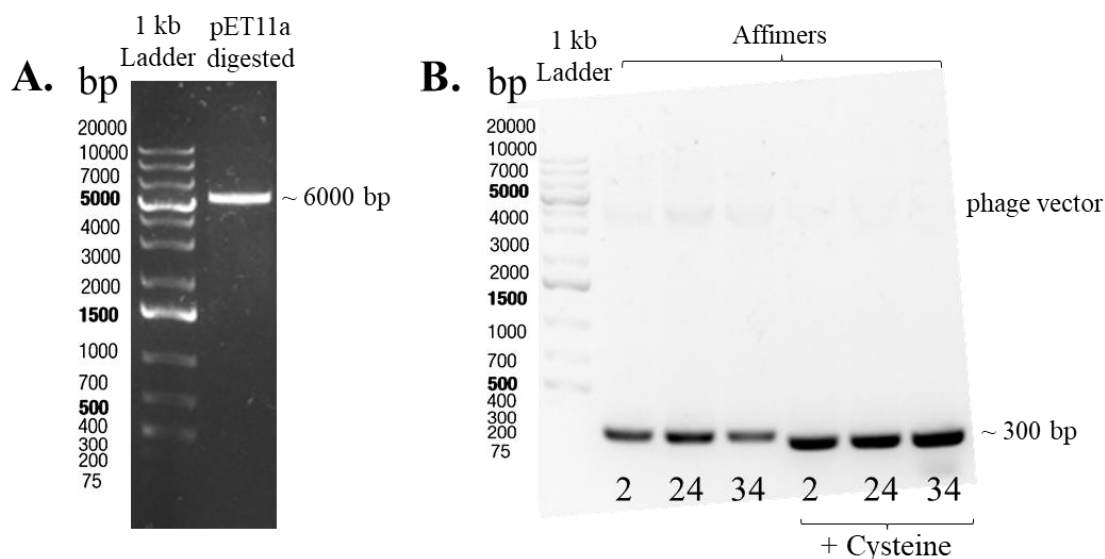 A.
1 kb
Ladder
pET11a
digested
bp
20000
10000
7000
5000
4000
3000
2000
1500
1000
700
500
400
300
200
75
~ 6000 bp
B.
1 kb
Ladder
Affimers
bp
20000
10000
7000
5000
4000
3000
2000
1500
1000
700
500
400
300
200
75
phage vector
~ 300 bp
2 24 34 2 24 34
+ Cysteine